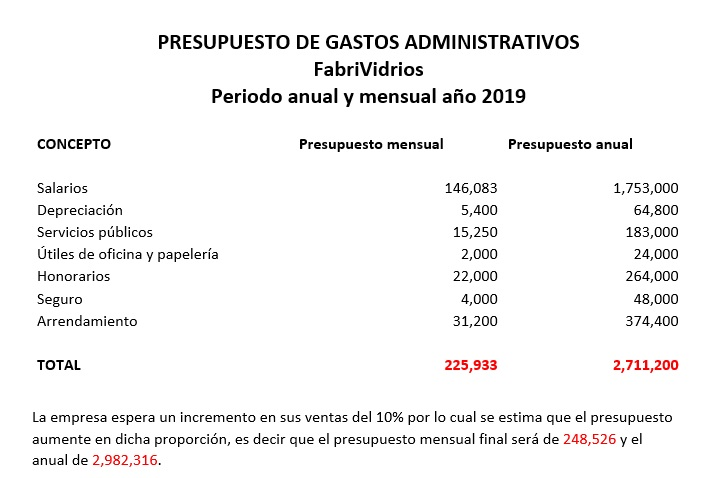 PRESUPUESTO DE GASTOS ADMINISTRATIVOS
FabriVidrios
Periodo anual y mensual año 2019
CONCEPTO Presupuesto mensual Presupuesto anual
Salarios 146,083 1,753,000
Depreciación 5,400 64,800
Servicios públicos 15,250 183,000
Útiles de oficina y papelería 2,000 24,000
Honorarios 22,000 264,000
Seguro 4,000 48,000
Arrendamiento 31,200 374,400
TOTAL 225,933 2,711,200
La empresa espera un incremento en sus ventas del 10% por lo cual se estima que el presupuesto
aumente en dicha proporción, es decir que el presupuesto mensual final será de 248,526 y el
anual de 2,982,316.